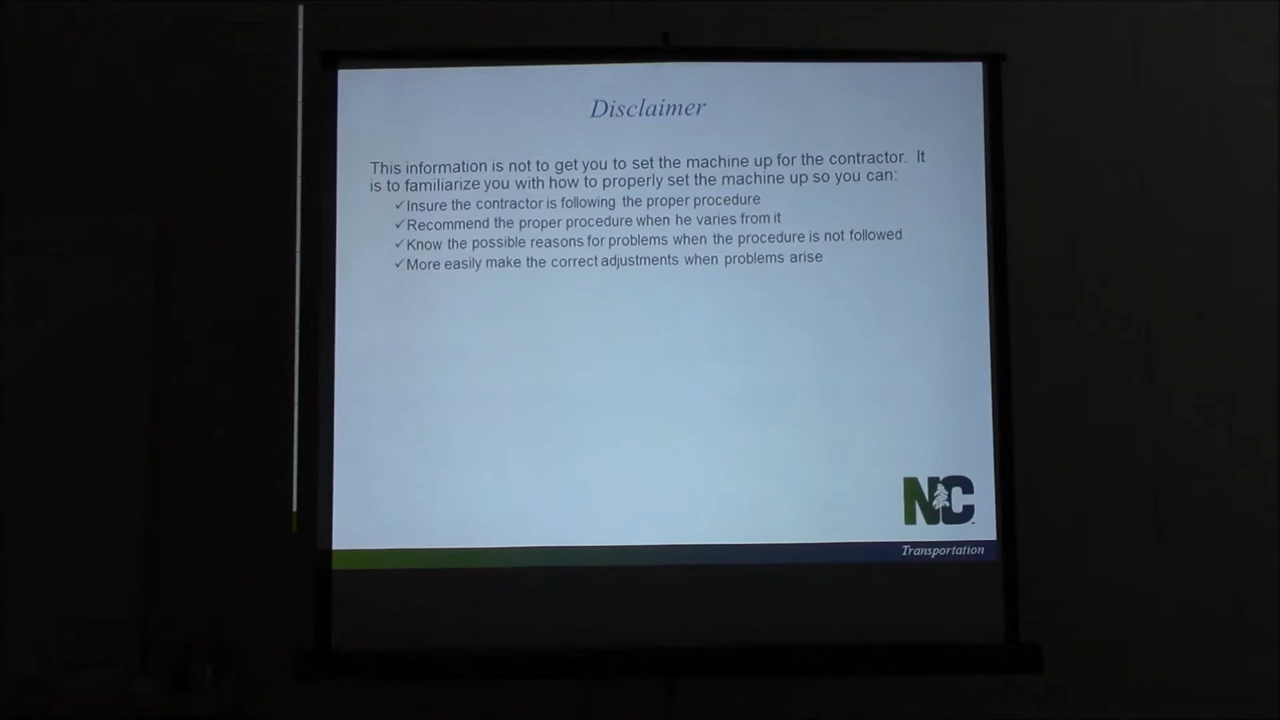 Disclaimer
This information is not to get you to set the machine up for the contractor. It
is to familiarize you with how to properly set the machine up so you can:
✓Insure the contractor is following the proper procedure
✓Recommend the proper procedure when he varies from it
✓Know the possible reasons for problems when the procedure is not followed
✓More easily make the correct adjustments when problems arise
NC
Transportation